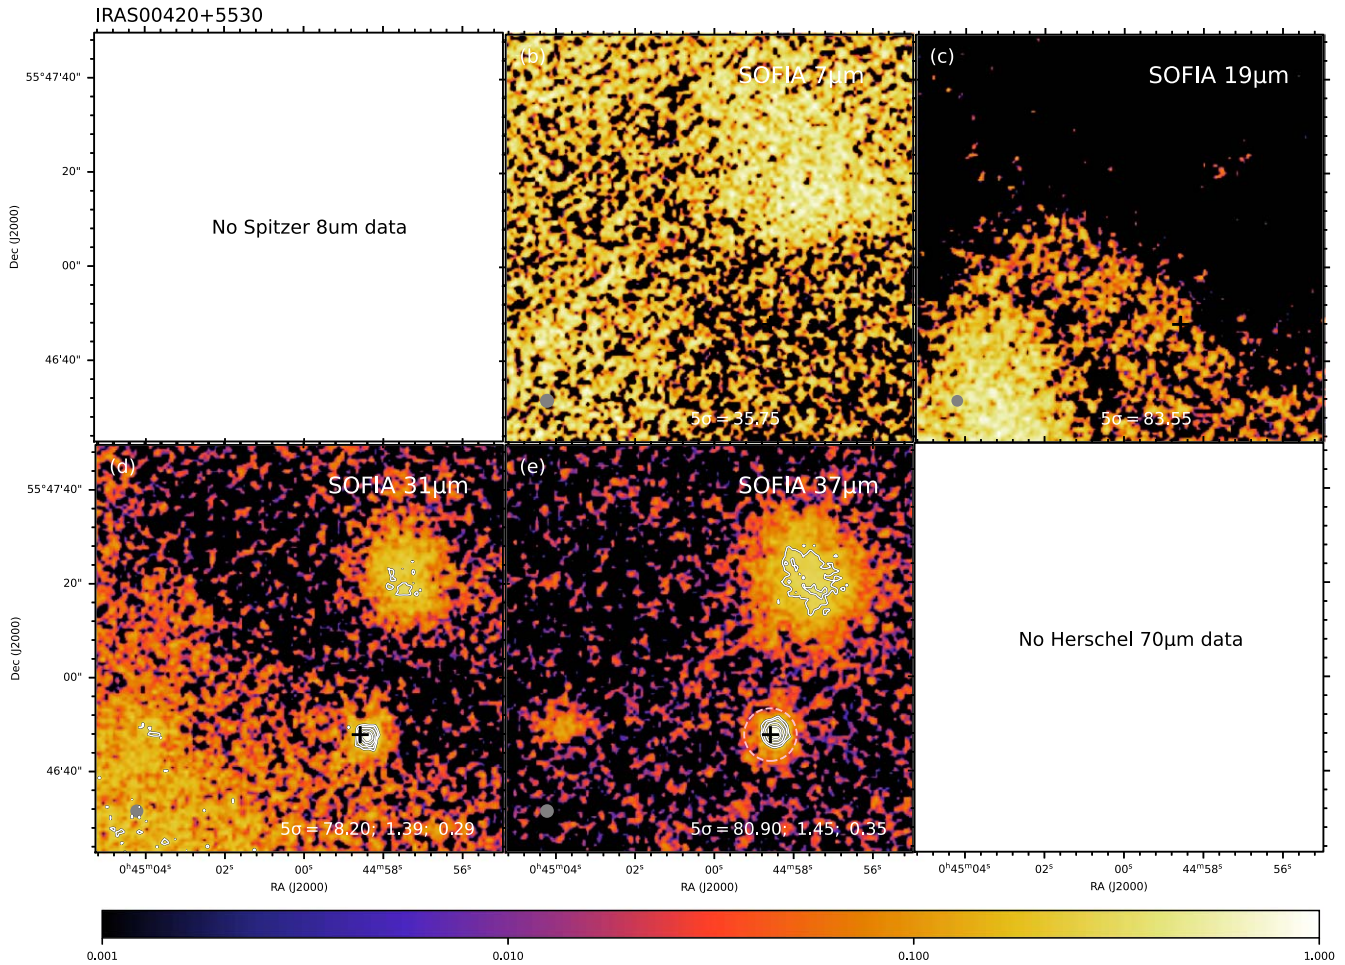 IRAS00420+5530
(b)
SOFIA 7μm
(c)
SOFIA 19μm
55°47'40"
20"
00"
46'40"
Dec (J2000)
No Spitzer 8um data
5σ = 35.75
5σ = 83.55
(d)
SOFIA 31μm
(e)
SOFIA 37μm
55°47'40"
20"
00"
46'40"
Dec (J2000)
No Herschel 70μm data
5σ = 78.20; 1.39; 0.29
5σ = 80.90; 1.45; 0.35
0ʰ45ᵐ04ˢ 02ˢ 00ˢ 44ᵐ58ˢ 56ˢ
0ʰ45ᵐ04ˢ 02ˢ 00ˢ 44ᵐ58ˢ 56ˢ
0ʰ45ᵐ04ˢ 02ˢ 00ˢ 44ᵐ58ˢ 56ˢ
RA (J2000)
RA (J2000)
RA (J2000)
0.001 0.010 0.100 1.000